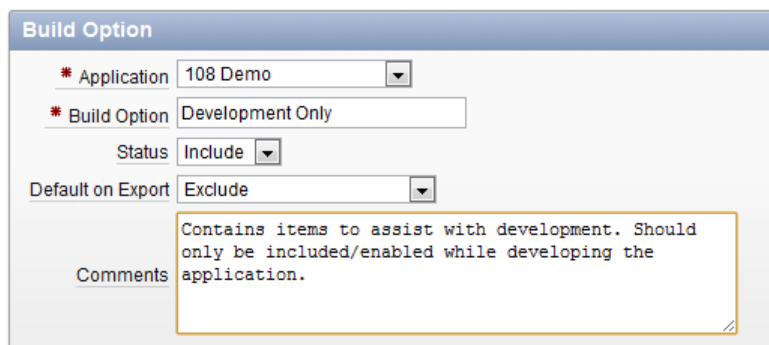 Build Option
* Application 108 Demo
* Build Option Development Only
Status Include
Default on Export Exclude
Contains items to assist with development. Should
only be included/enabled while developing the
Comments application.